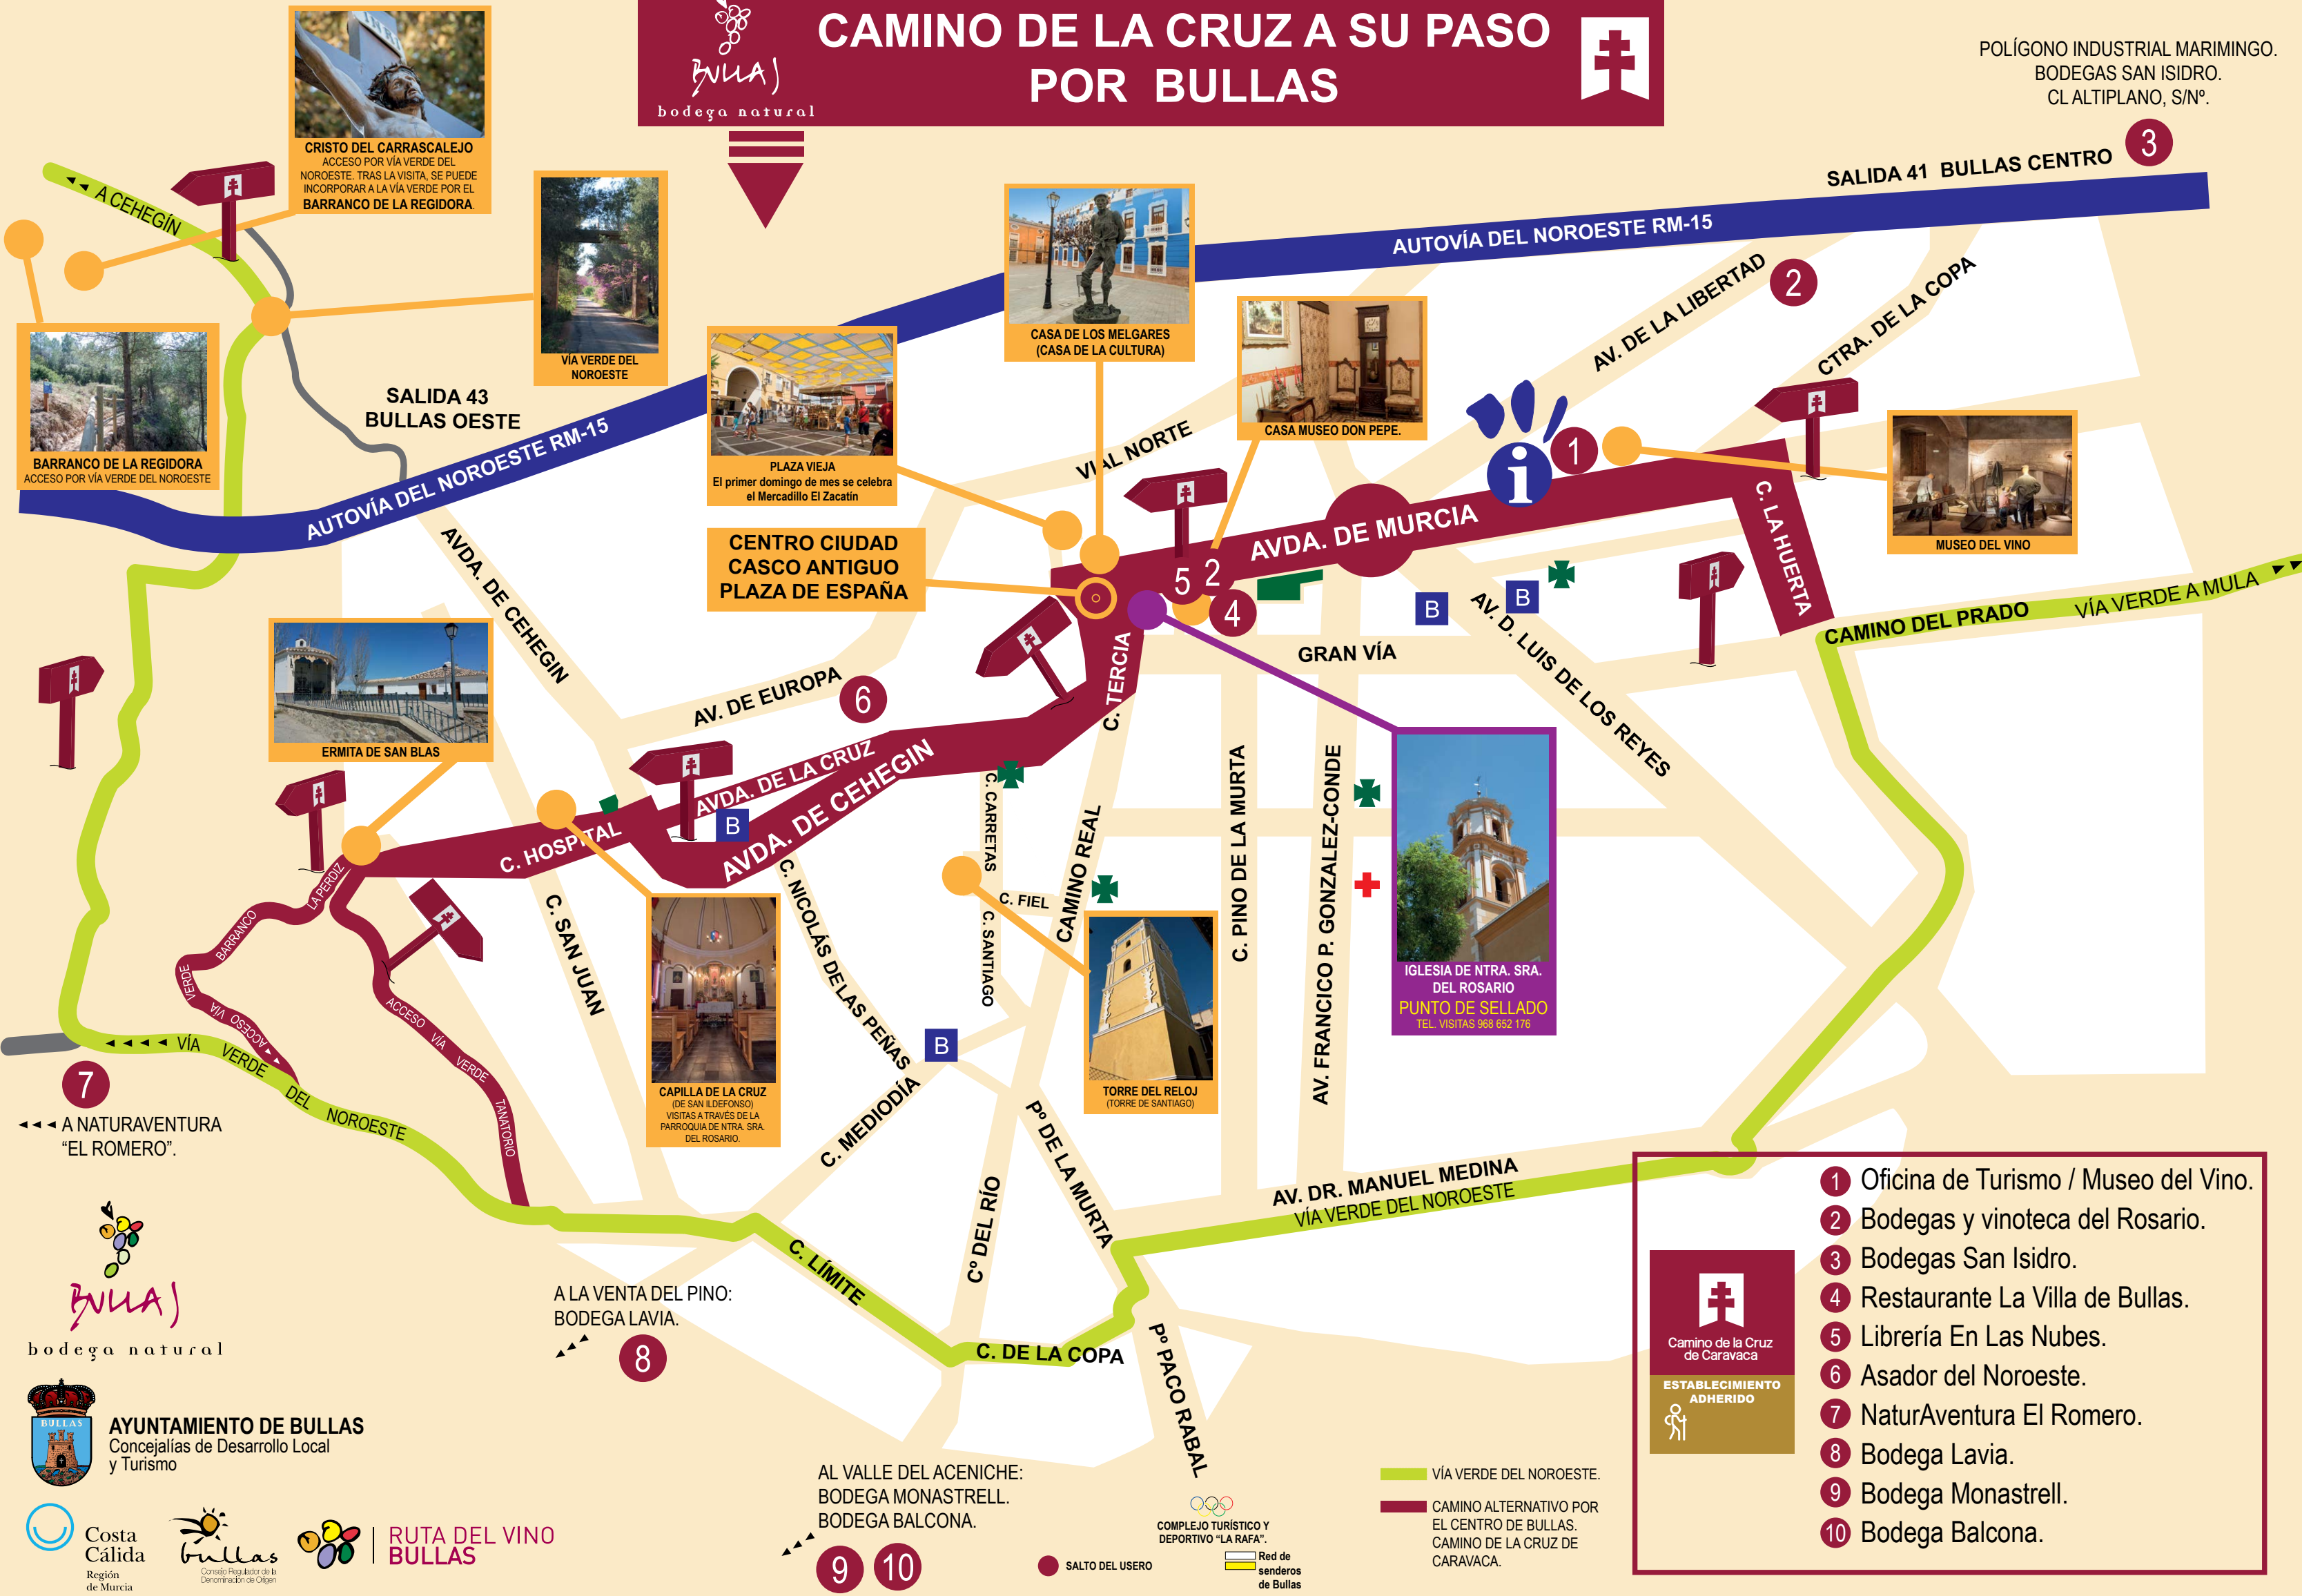 CAMINO DE LA CRUZ A SU PASO
POR BULLAS
BULLAS
bodega natural
POLÍGONO INDUSTRIAL MARIMINGO.
BODEGAS SAN ISIDRO.
CL ALTIPLANO, S/Nº.
3
SALIDA 41 BULLAS CENTRO
AUTOVÍA DEL NOROESTE RM-15
CRISTO DEL CARRASCALEJO
ACCESO POR VÍA VERDE DEL
NOROESTE. TRAS LA VISITA, SE PUEDE
INCORPORAR A LA VÍA VERDE POR EL
BARRANCO DE LA REGIDORA.
A CEHEGÍN
VÍA VERDE DEL
NOROESTE
BARRANCO DE LA REGIDORA
ACCESO POR VÍA VERDE DEL NOROESTE
SALIDA 43
BULLAS OESTE
AUTOVÍA DEL NOROESTE RM-15
PLAZA VIEJA
El primer domingo de mes se celebra
el Mercadillo El Zacatín
CASA DE LOS MELGARES
(CASA DE LA CULTURA)
CASA MUSEO DON PEPE.
VIAL NORTE
AV. DE LA LIBERTAD
2
CTRA. DE LA COPA
i
1
MUSEO DEL VINO
CENTRO CIUDAD
CASCO ANTIGUO
PLAZA DE ESPAÑA
AVDA. DE MURCIA
C. LA HUERTA
5
2
4
B
B
CAMINO DEL PRADO
VÍA VERDE A MULA
AVDA. DE CEHEGIN
AV. DE EUROPA
6
C. TERCIA
GRAN VÍA
AV. D. LUIS DE LOS REYES
ERMITA DE SAN BLAS
AVDA. DE LA CRUZ
AVDA. DE CEHEGIN
B
C. HOSPITAL
C. SAN JUAN
C. NICOLÁS DE LAS PEÑAS
C. CARRETAS
C. FIEL
C. SANTIAGO
CAMINO REAL
C. PINO DE LA MURTA
AV. FRANCICO P. GONZALEZ-CONDE
IGLESIA DE NTRA. SRA.
DEL ROSARIO
PUNTO DE SELLADO
TEL. VISITAS 968 652 176
ACCESO VÍA VERDE BARRANCO LA PERDIZ
ACCESO VÍA VERDE TANATORIO
VÍA VERDE DEL NOROESTE
7
A NATURAVENTURA
“EL ROMERO”.
CAPILLA DE LA CRUZ
(DE SAN ILDEFONSO)
VISITAS A TRAVÉS DE LA
PARROQUIA DE NTRA. SRA.
DEL ROSARIO.
B
TORRE DEL RELOJ
(TORRE DE SANTIAGO)
C. MEDIODÍA
Pº DE LA MURTA
Cº DEL RÍO
AV. DR. MANUEL MEDINA
VÍA VERDE DEL NOROESTE
C. LÍMITE
C. DE LA COPA
Pº PACO RABAL
A LA VENTA DEL PINO:
BODEGA LAVIA.
8
BULLAS
bodega natural
BULLAS
AYUNTAMIENTO DE BULLAS
Concejalías de Desarrollo Local
y Turismo
Costa
Cálida
Región
de Murcia
bullas
Consejo Regulador de la
Denominación de Origen
RUTA DEL VINO
BULLAS
AL VALLE DEL ACENICHE:
BODEGA MONASTRELL.
BODEGA BALCONA.
9
10
SALTO DEL USERO
COMPLEJO TURÍSTICO Y
DEPORTIVO “LA RAFA”.
Red de
senderos
de Bullas
VÍA VERDE DEL NOROESTE.
CAMINO ALTERNATIVO POR
EL CENTRO DE BULLAS.
CAMINO DE LA CRUZ DE
CARAVACA.
Camino de la Cruz
de Caravaca
ESTABLECIMIENTO
ADHERIDO
1 Oficina de Turismo / Museo del Vino.
2 Bodegas y vinoteca del Rosario.
3 Bodegas San Isidro.
4 Restaurante La Villa de Bullas.
5 Librería En Las Nubes.
6 Asador del Noroeste.
7 NaturAventura El Romero.
8 Bodega Lavia.
9 Bodega Monastrell.
10 Bodega Balcona.